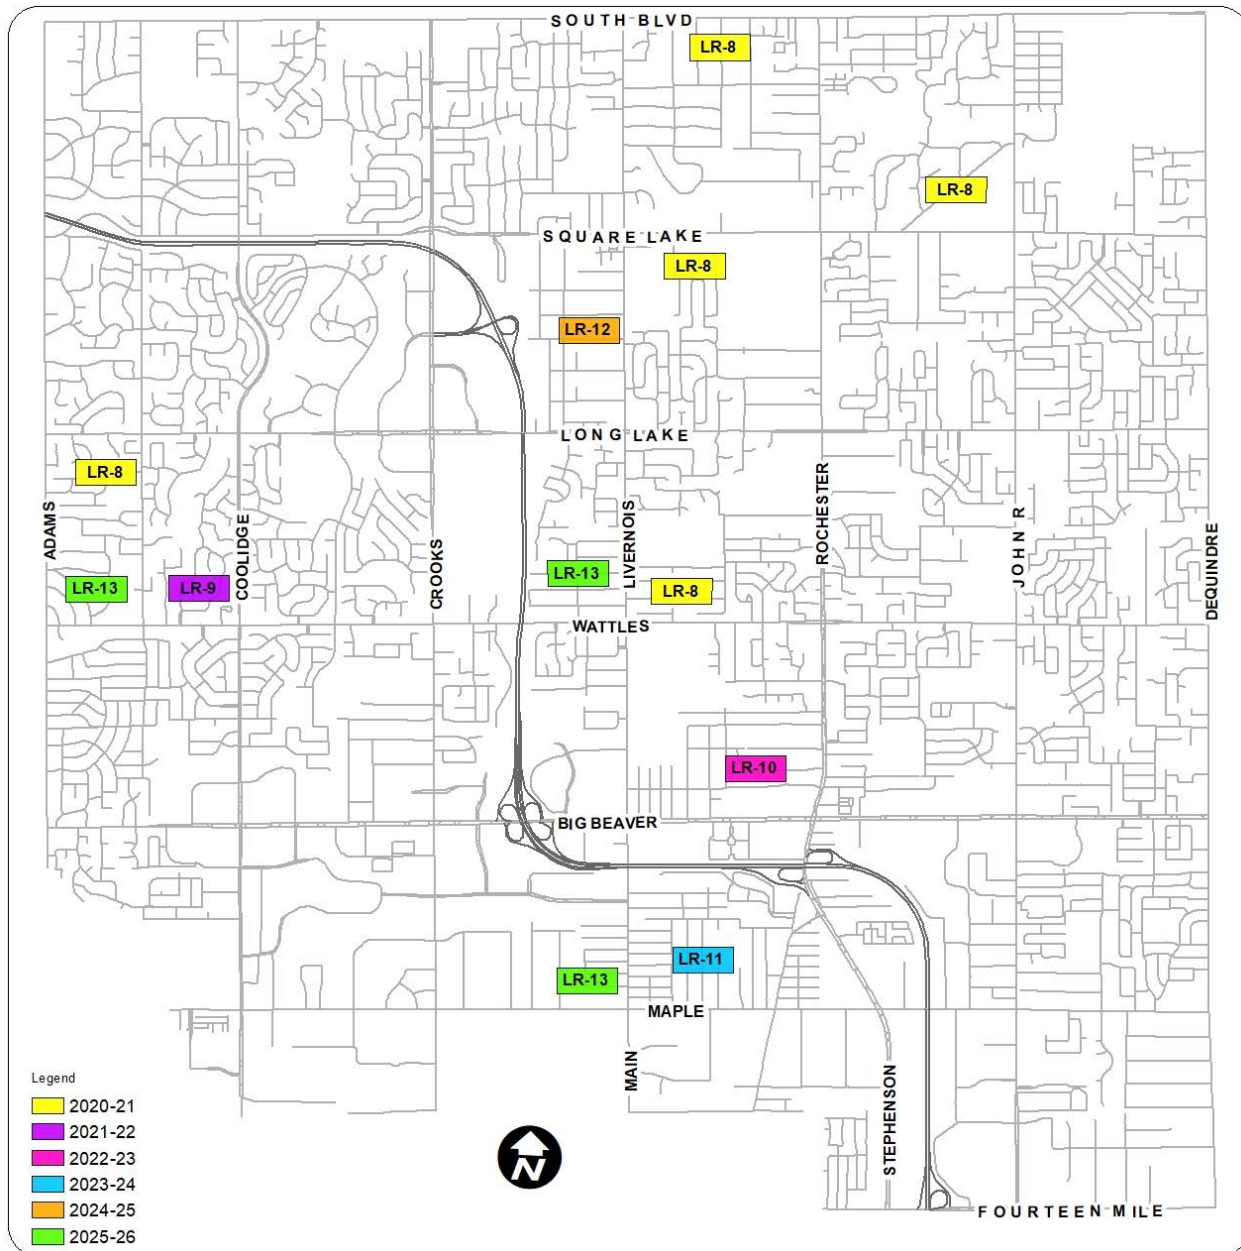 SOUTH BLVD
LR-8
LR-8
SQUARE LAKE
LR-8
LR-12
LONG LAKE
LR-8
ADAMS
COOLIDGE
CROOKS
LIVERNOIS
ROCHESTER
JOHN R
DEQUINDRE
LR-13
LR-9
LR-13
LR-8
WATTLES
LR-10
BIG BEAVER
LR-11
LR-13
MAPLE
MAIN
STEPHENSON
FOURTEEN MILE
N
Legend
2020-21
2021-22
2022-23
2023-24
2024-25
2025-26